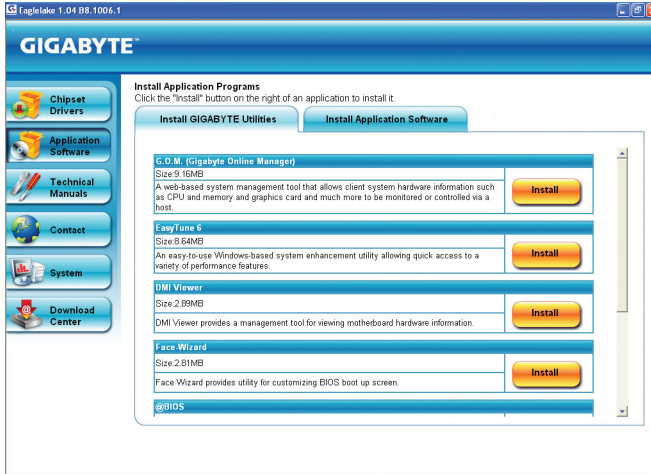 Eaglelake 1.04 B8.1006.1
GIGABYTE™
Chipset
Drivers
Application
Software
Technical
Manuals
Contact
System
Download
Center
Install Application Programs
Click the "Install" button on the right of an application to install it.
Install GIGABYTE Utilities
Install Application Software
G.O.M. (Gigabyte Online Manager)
Size:9.16MB
A web-based system management tool that allows client system hardware information such
as CPU and memory and graphics card and much more to be monitored or controlled via a
host.
Install
EasyTune 6
Size:8.64MB
An easy-to-use Windows-based system enhancement utility allowing quick access to a
variety of performance features.
Install
DMI Viewer
Size:2.89MB
DMI Viewer provides a management tool for viewing motherboard hardware information.
Install
Face-Wizard
Size:2.81MB
Face Wizard provides utility for customizing BIOS boot up screen.
Install
@BIOS